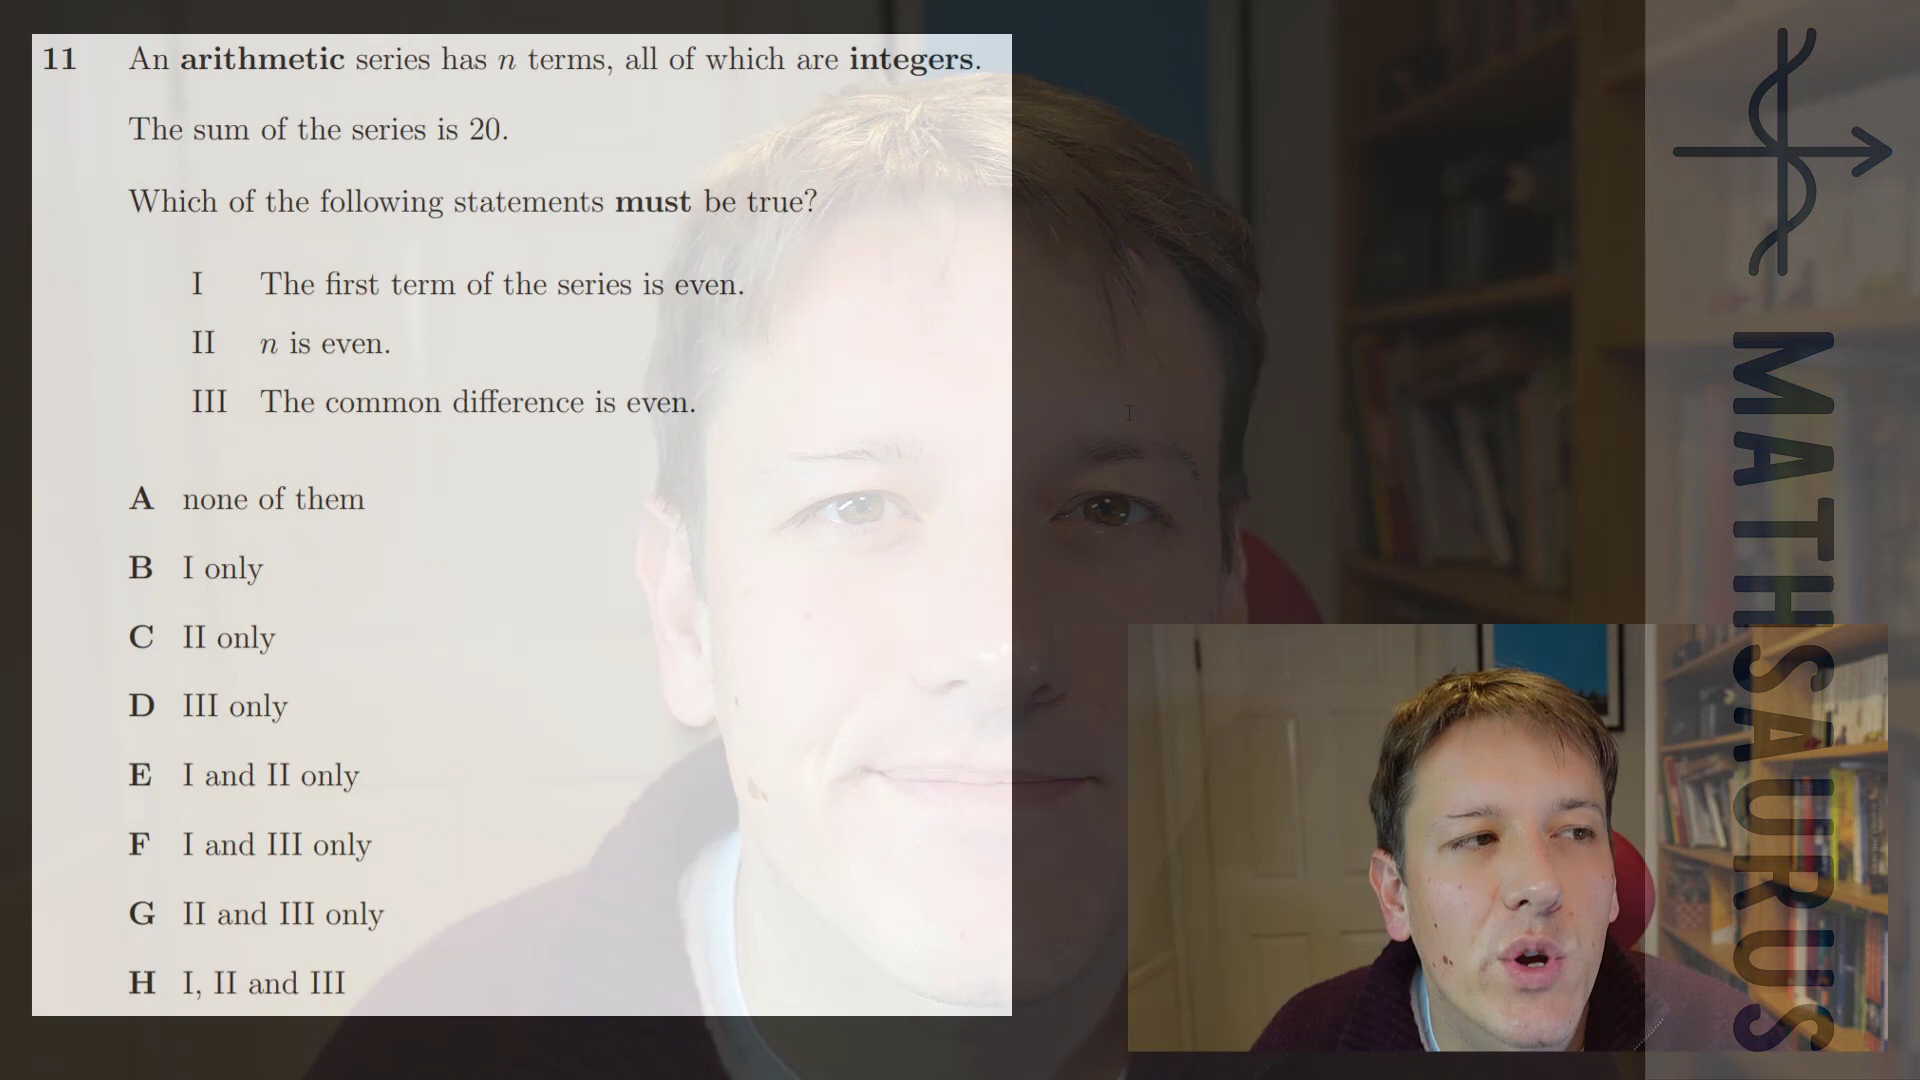 11 An arithmetic series has n terms, all of which are integers.
The sum of the series is 20.
Which of the following statements must be true?
I The first term of the series is even.
II n is even.
III The common difference is even.
A none of them
B I only
C II only
D III only
E I and II only
F I and III only
G II and III only
H I, II and III
MATHSAURUS